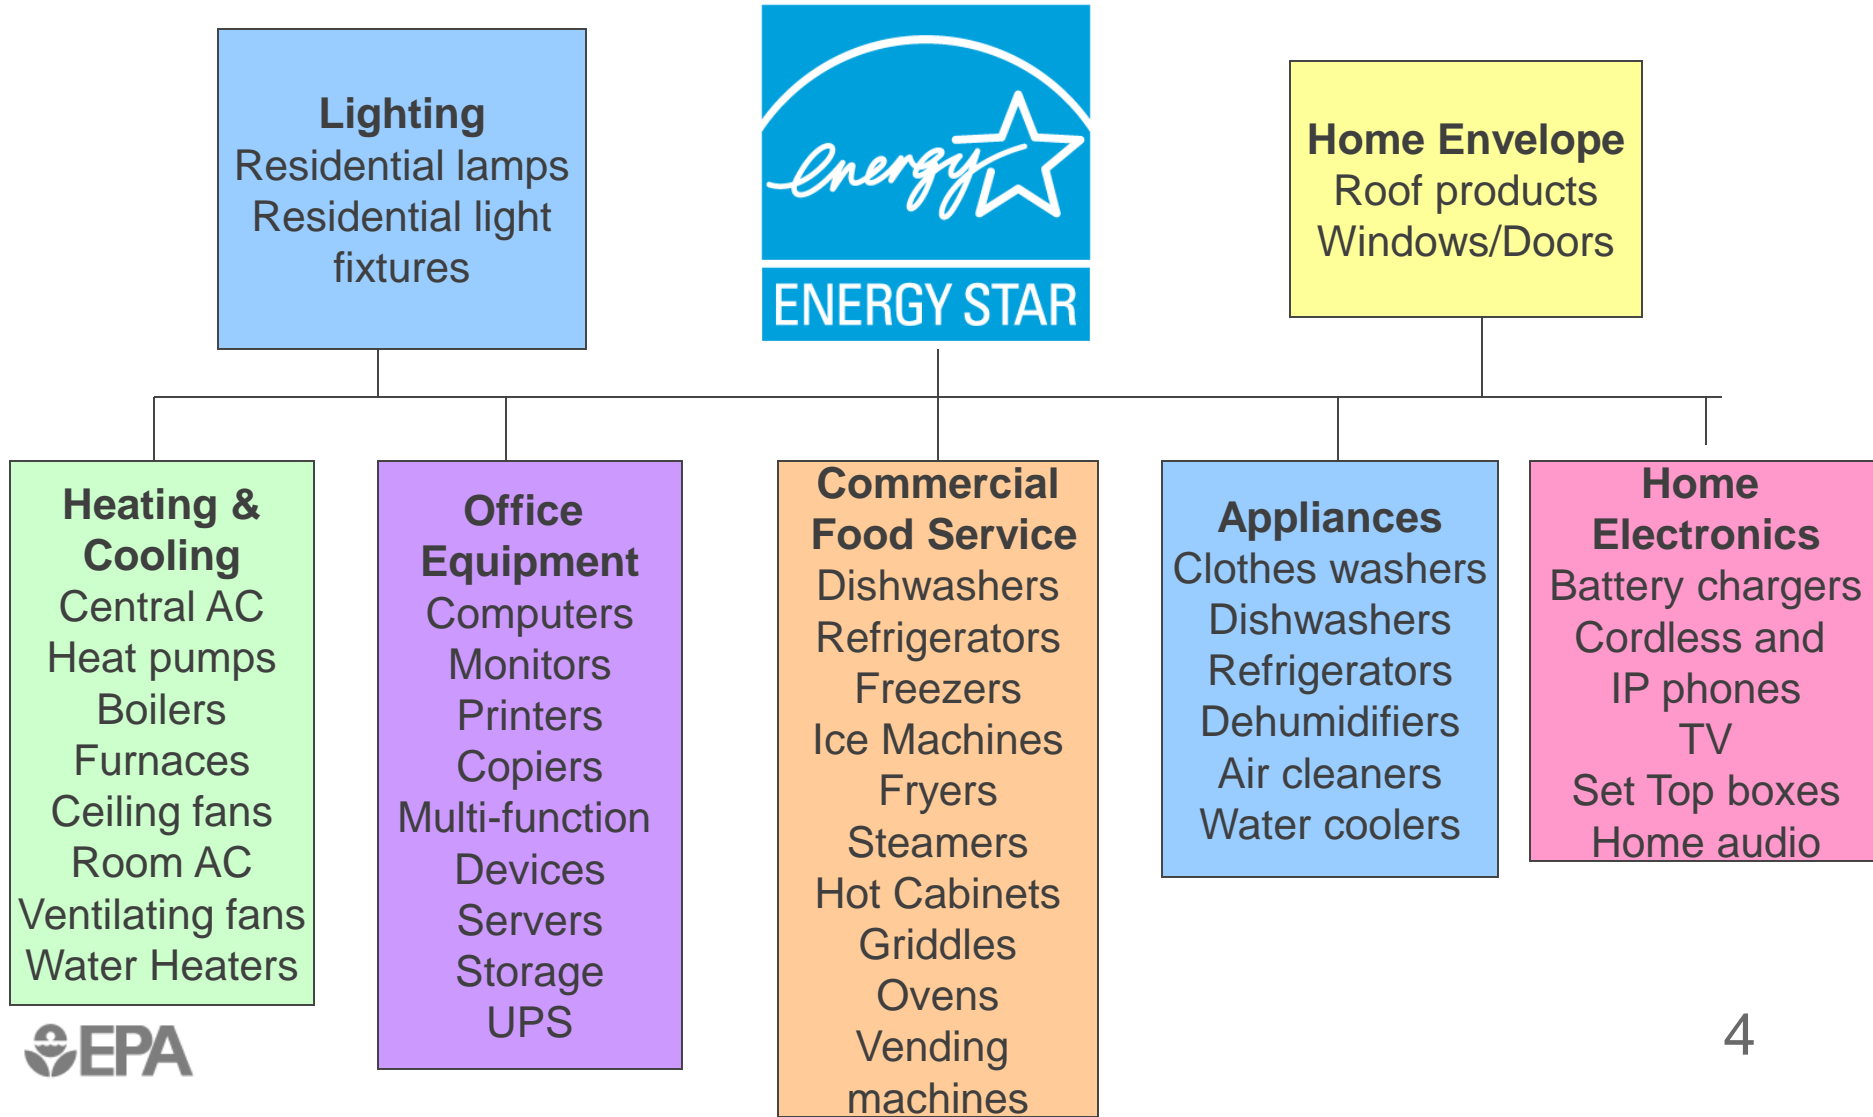 Lighting
Residential lamps
Residential light
fixtures
energy
ENERGY STAR
Home Envelope
Roof products
Windows/Doors
Heating &
Cooling
Central AC
Heat pumps
Boilers
Furnaces
Ceiling fans
Room AC
Ventilating fans
Water Heaters
Office
Equipment
Computers
Monitors
Printers
Copiers
Multi-function
Devices
Servers
Storage
UPS
Commercial
Food Service
Dishwashers
Refrigerators
Freezers
Ice Machines
Fryers
Steamers
Hot Cabinets
Griddles
Ovens
Vending
machines
Appliances
Clothes washers
Dishwashers
Refrigerators
Dehumidifiers
Air cleaners
Water coolers
Home
Electronics
Battery chargers
Cordless and
IP phones
TV
Set Top boxes
Home audio
EPA
4